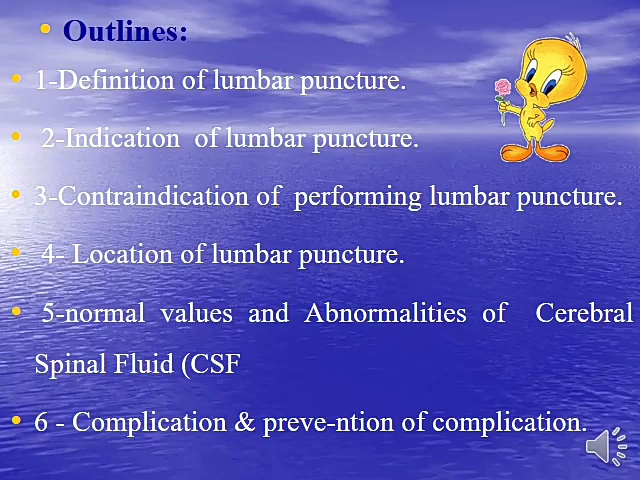 • Outlines:
• 1-Definition of lumbar puncture.
• 2-Indication of lumbar puncture.
• 3-Contraindication of performing lumbar puncture.
• 4- Location of lumbar puncture.
• 5-normal values and Abnormalities of Cerebral
Spinal Fluid (CSF
• 6 - Complication & preve-ntion of complication.